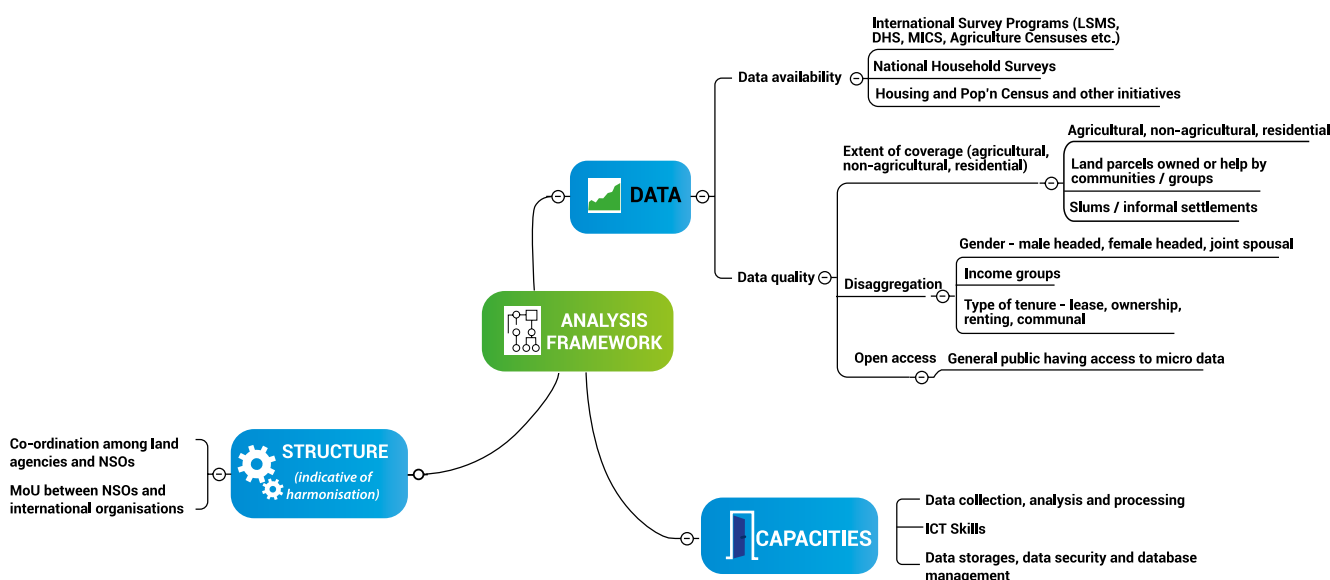 International Survey Programs (LSMS,
DHS, MICS, Agriculture Censuses etc.)
National Household Surveys
Data availability
Housing and Pop'n Census and other initiatives
Agricultural, non-agricultural, residential
Extent of coverage (agricultural,
non-agricultural, residential)
Land parcels owned or help by
communities / groups
Slums / informal settlements
DATA
Gender - male headed, female headed, joint spousal
Data quality
Disaggregation
Income groups
Type of tenure - lease, ownership,
renting, communal
Open access
General public having access to micro data
ANALYSIS
FRAMEWORK
Co-ordination among land
agencies and NSOs
MoU between NSOs and
international organisations
STRUCTURE
(indicative of
harmonisation)
CAPACITIES
Data collection, analysis and processing
ICT Skills
Data storages, data security and database
management